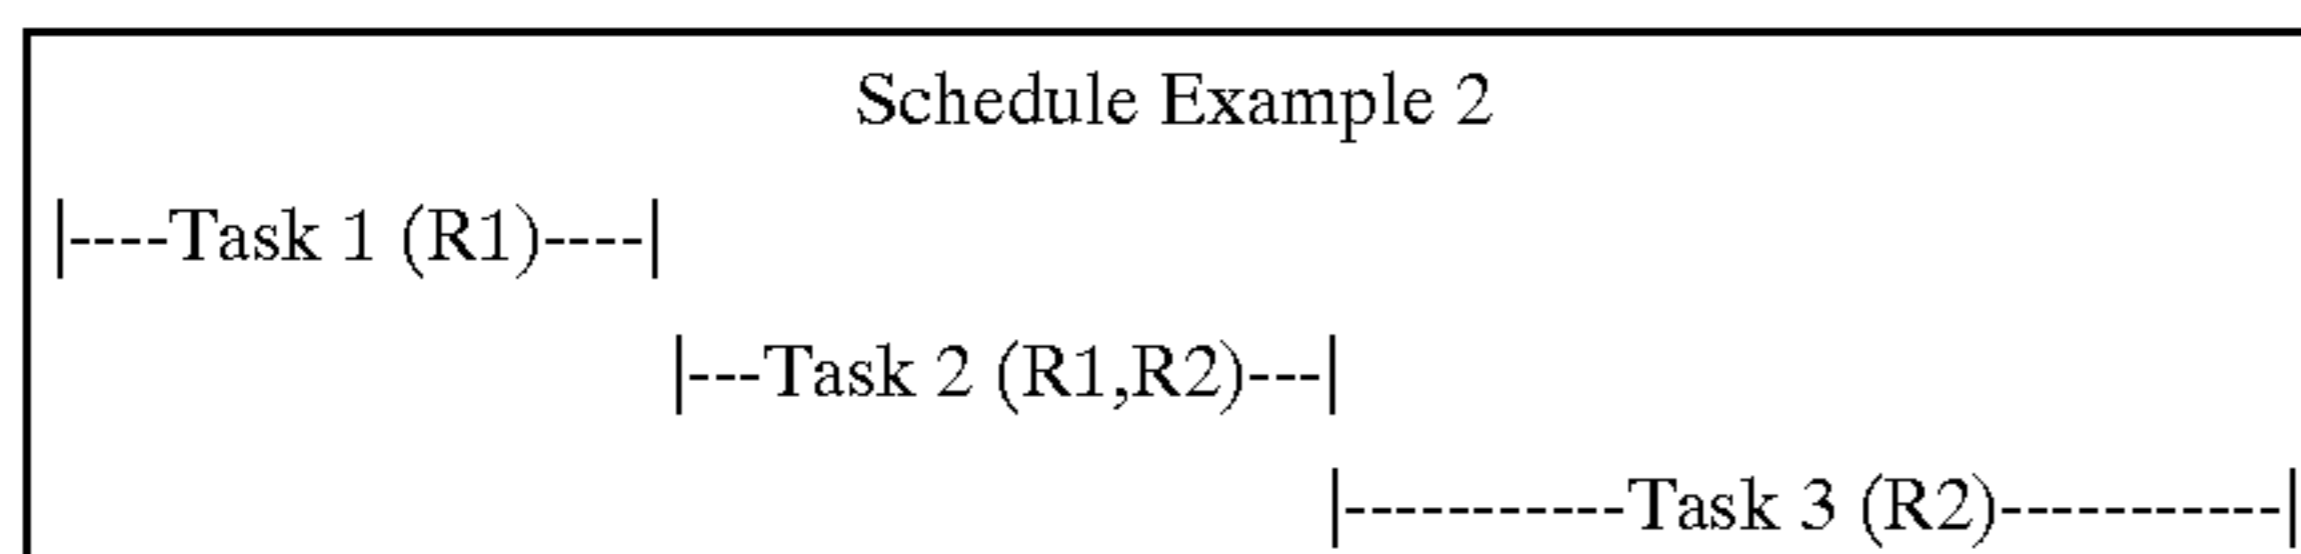 Schedule Example 2
|----Task 1 (R1)----|
|---Task 2 (R1,R2)---|
|-----------Task 3 (R2)-----------|